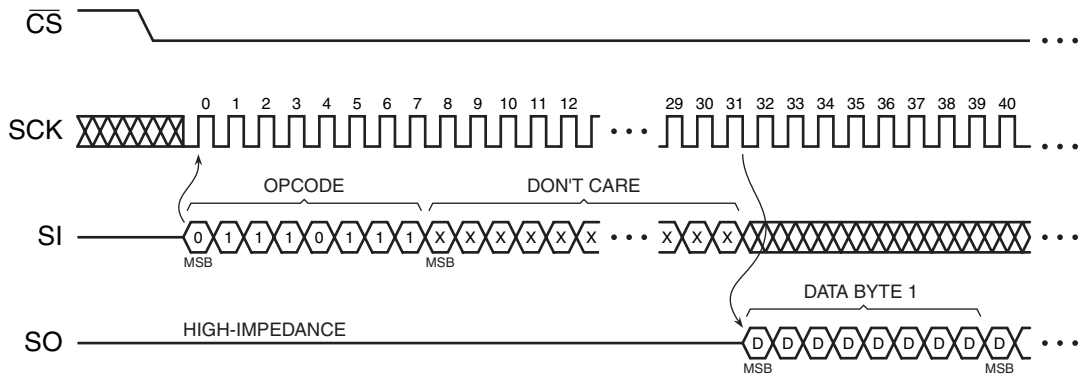 CS
0 1 2 3 4 5 6 7 8 9 10 11 12 29 30 31 32 33 34 35 36 37 38 39 40
SCK
OPCODE DON'T CARE
SI 0 1 1 1 0 1 1 1 X X X X X X X X X
MSB MSB
DATA BYTE 1
HIGH-IMPEDANCE
SO D D D D D D D D D
MSB MSB